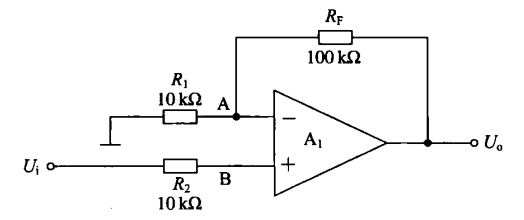 R_F
100 kΩ
R_1
10 kΩ
A
−
A_1
U_o
U_i
+
R_2
B
10 kΩ